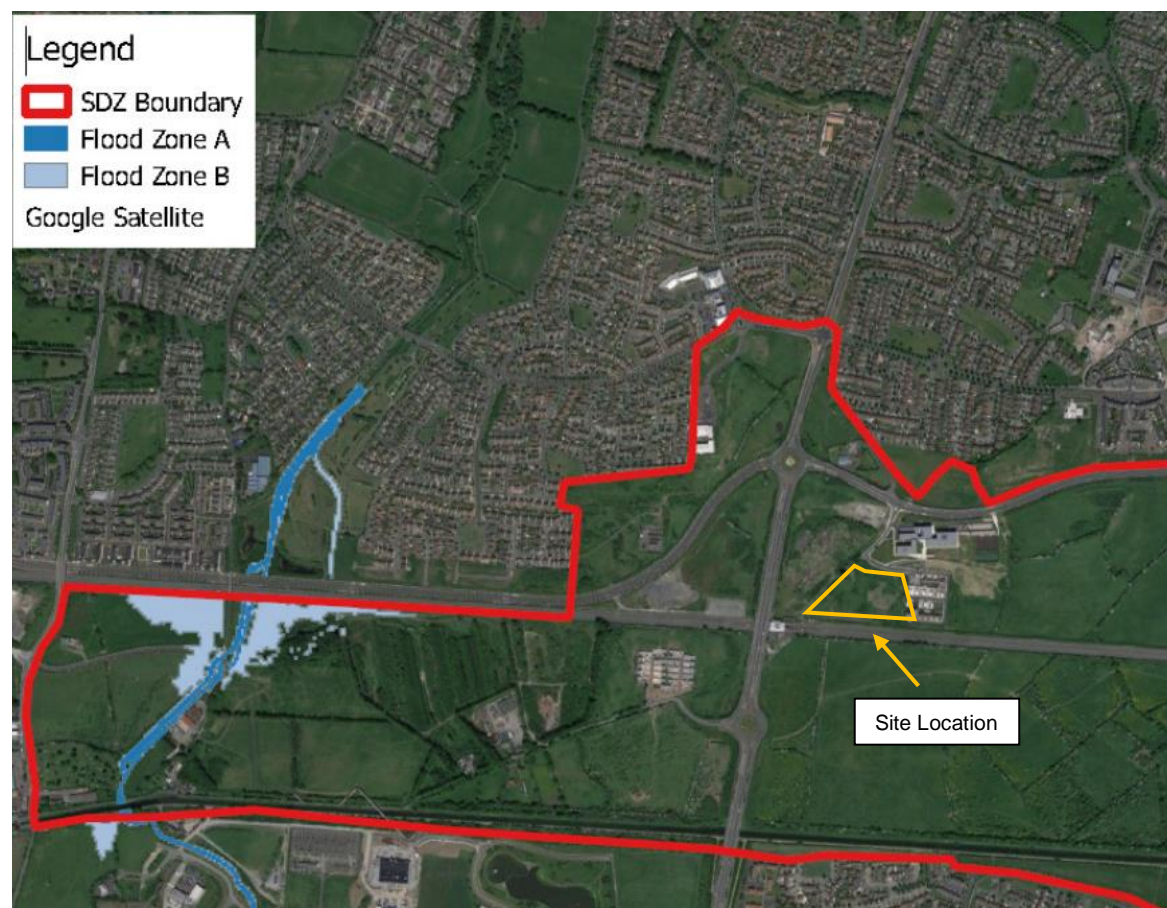 Legend
SDZ Boundary
Flood Zone A
Flood Zone B
Google Satellite
Site Location